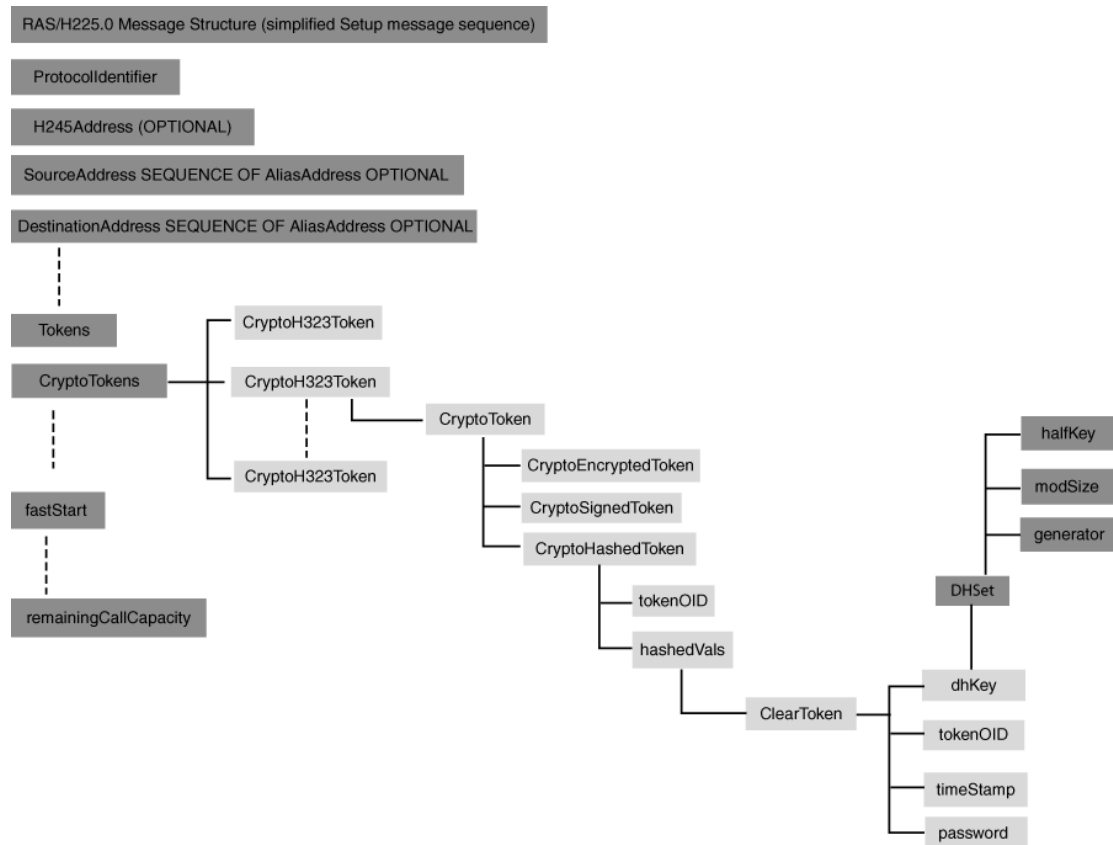 RAS/H225.0 Message Structure (simplified Setup message sequence)
ProtocolIdentifier
H245Address (OPTIONAL)
SourceAddress SEQUENCE OF AliasAddress OPTIONAL
DestinationAddress SEQUENCE OF AliasAddress OPTIONAL
Tokens
CryptoTokens
fastStart
remainingCallCapacity
CryptoH323Token
CryptoH323Token
CryptoH323Token
CryptoToken
CryptoEncryptedToken
CryptoSignedToken
CryptoHashedToken
tokenOID
hashedVals
ClearToken
halfKey
modSize
generator
DHSet
dhKey
tokenOID
timeStamp
password